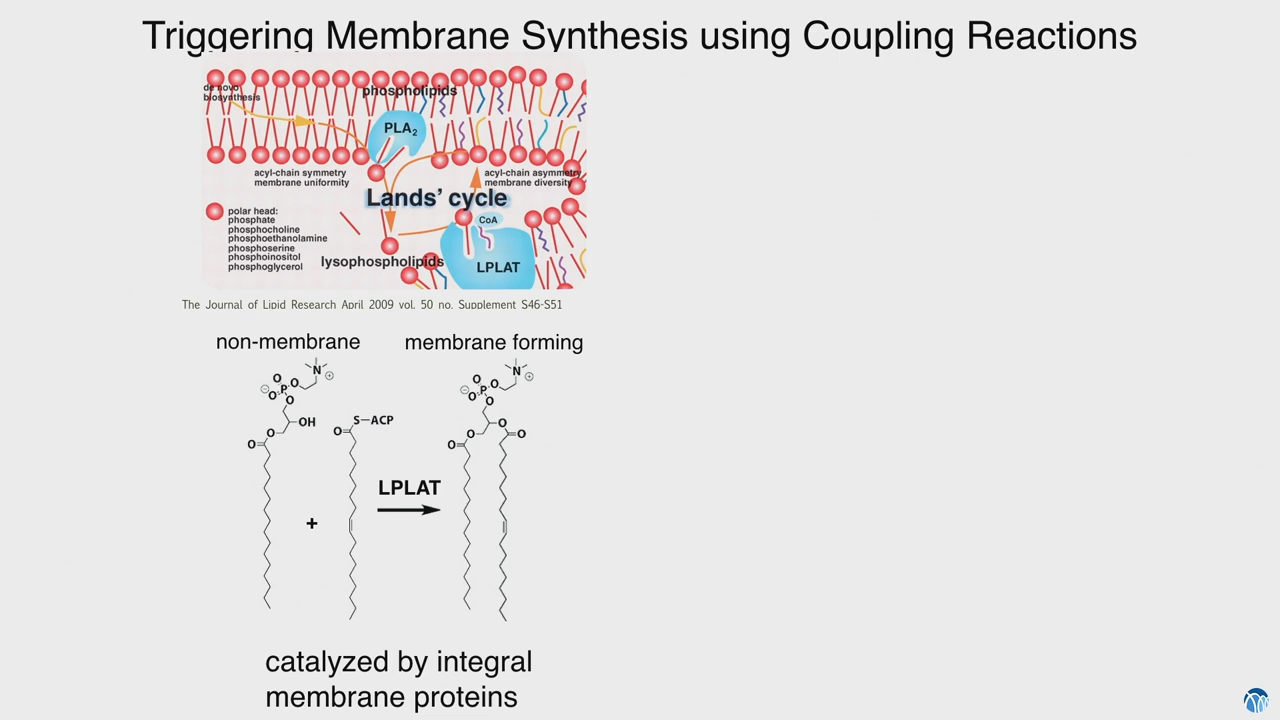 Triggering Membrane Synthesis using Coupling Reactions
de novo
biosynthesis
phospholipids
PLA2
acyl-chain symmetry
membrane uniformity
acyl-chain asymmetry
membrane diversity
Lands' cycle
polar head:
phosphate
phosphocholine
phosphoethanolamine
phosphoserine
phosphoinositol
phosphoglycerol
CoA
LPLAT
lysophospholipids
The Journal of Lipid Research April 2009 vol. 50 no. Supplement S46-S51
non-membrane
membrane forming
N
⊕
O
O
P
⊖
O
O
OH
O
O
S–ACP
O
+
LPLAT
N
⊕
O
O
P
⊖
O
O
O
O
O
O
catalyzed by integral
membrane proteins